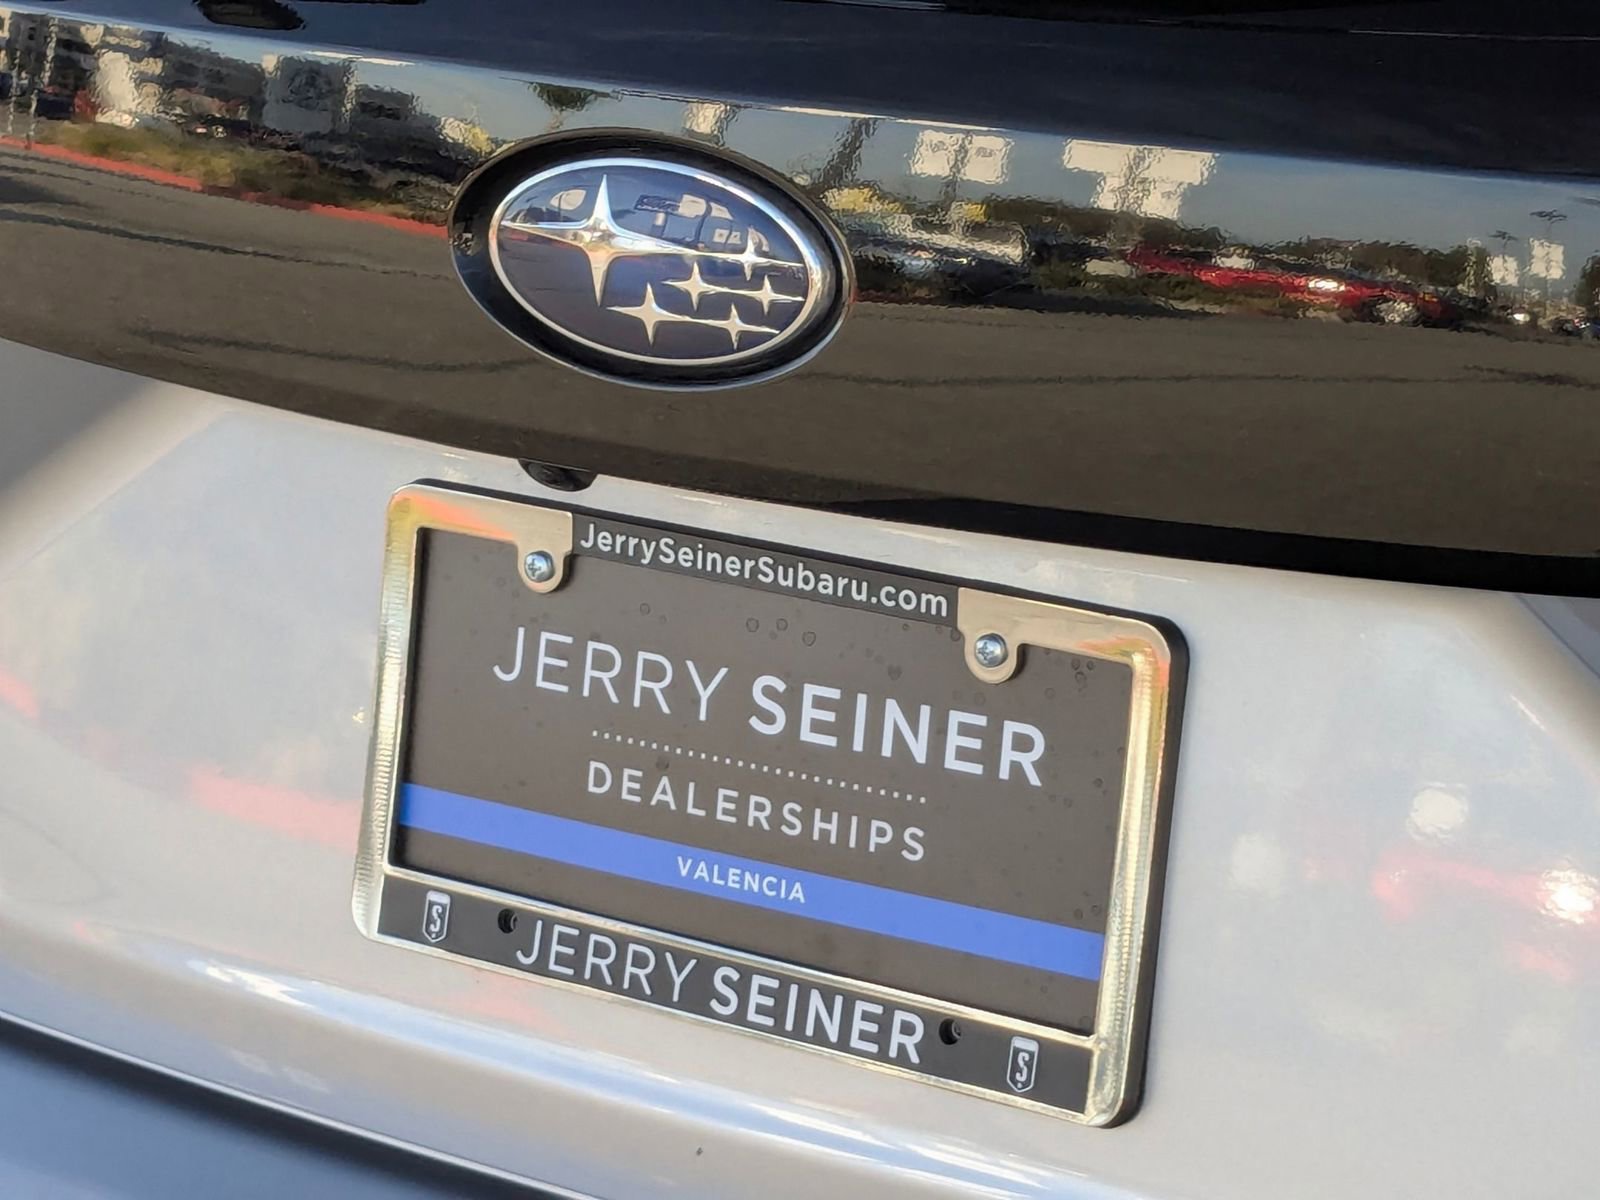 JerrySeinerSubaru.com
JERRY SEINER
DEALERSHIPS
VALENCIA
S JERRY SEINER S